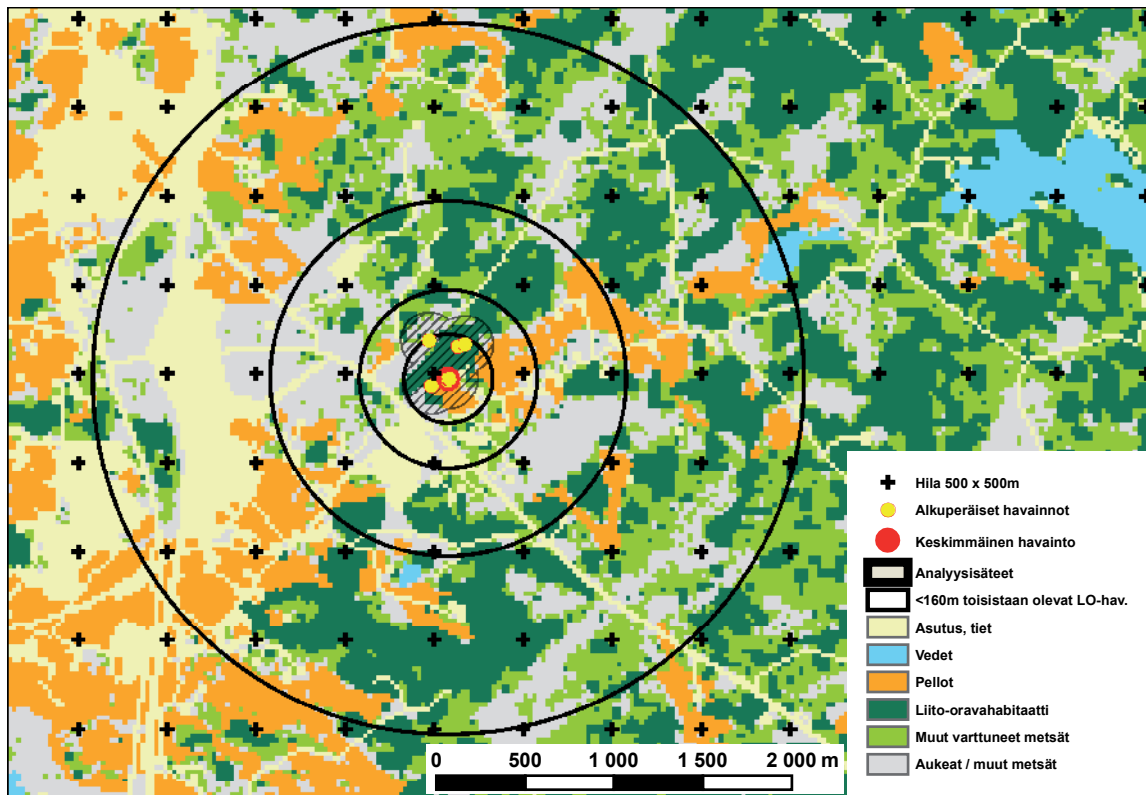 Hila 500 x 500m
Alkuperäiset havainnot
Keskimmäinen havainto
Analyysisäteet
<160m toisistaan olevat LO-hav.
Asutus, tiet
Vedet
Pellot
Liito-oravahabitaatti
Muut varttuneet metsät
Aukeat / muut metsät
0 500 1 000 1 500 2 000 m